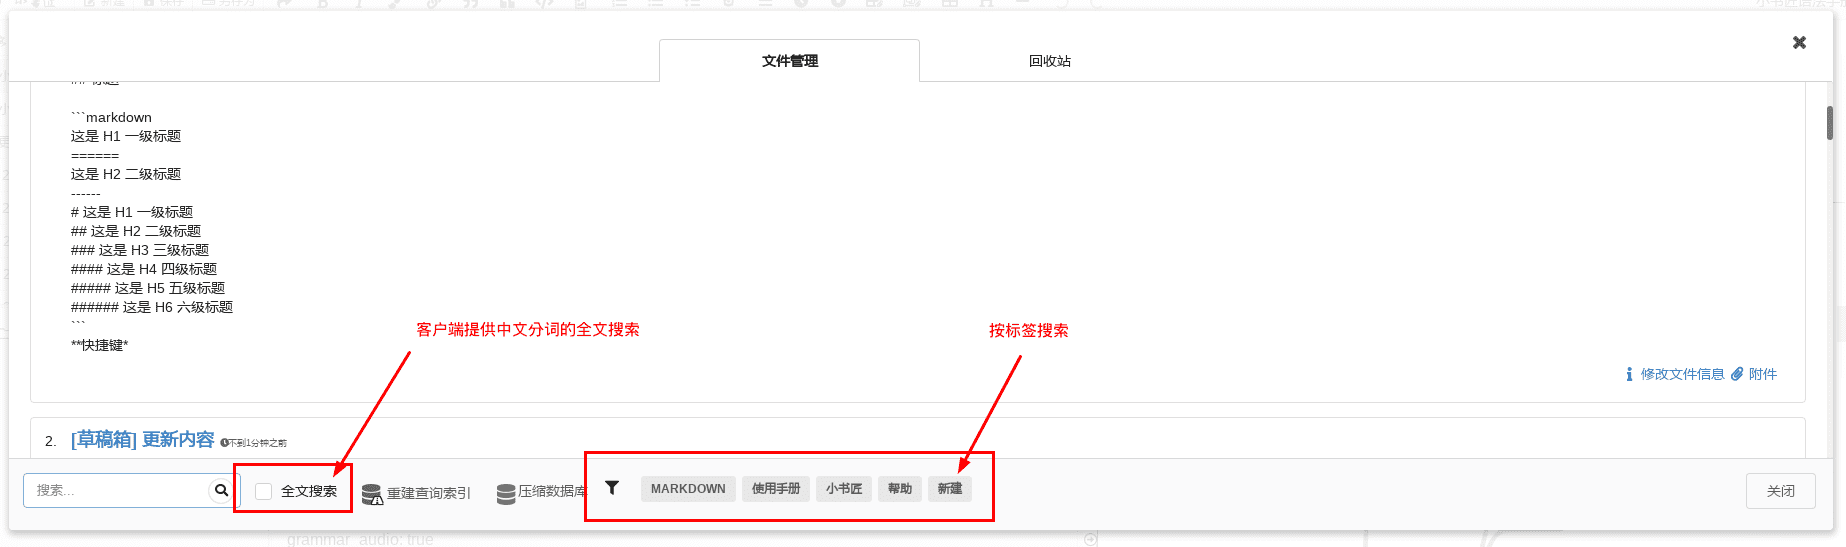 文件管理
回收站
## 标题
```markdown
这是 H1 一级标题
======
这是 H2 二级标题
------
# 这是 H1 一级标题
## 这是 H2 二级标题
### 这是 H3 三级标题
#### 这是 H4 四级标题
##### 这是 H5 五级标题
###### 这是 H6 六级标题
```
**快捷键*
客户端提供中文分词的全文搜索
按标签搜索
修改文件信息 附件
2. [草稿箱] 更新内容 不到1分钟之前
搜索...
全文搜索
重建查询索引
压缩数据库
MARKDOWN 使用手册 小书匠 帮助 新建
关闭
grammar_audio: true